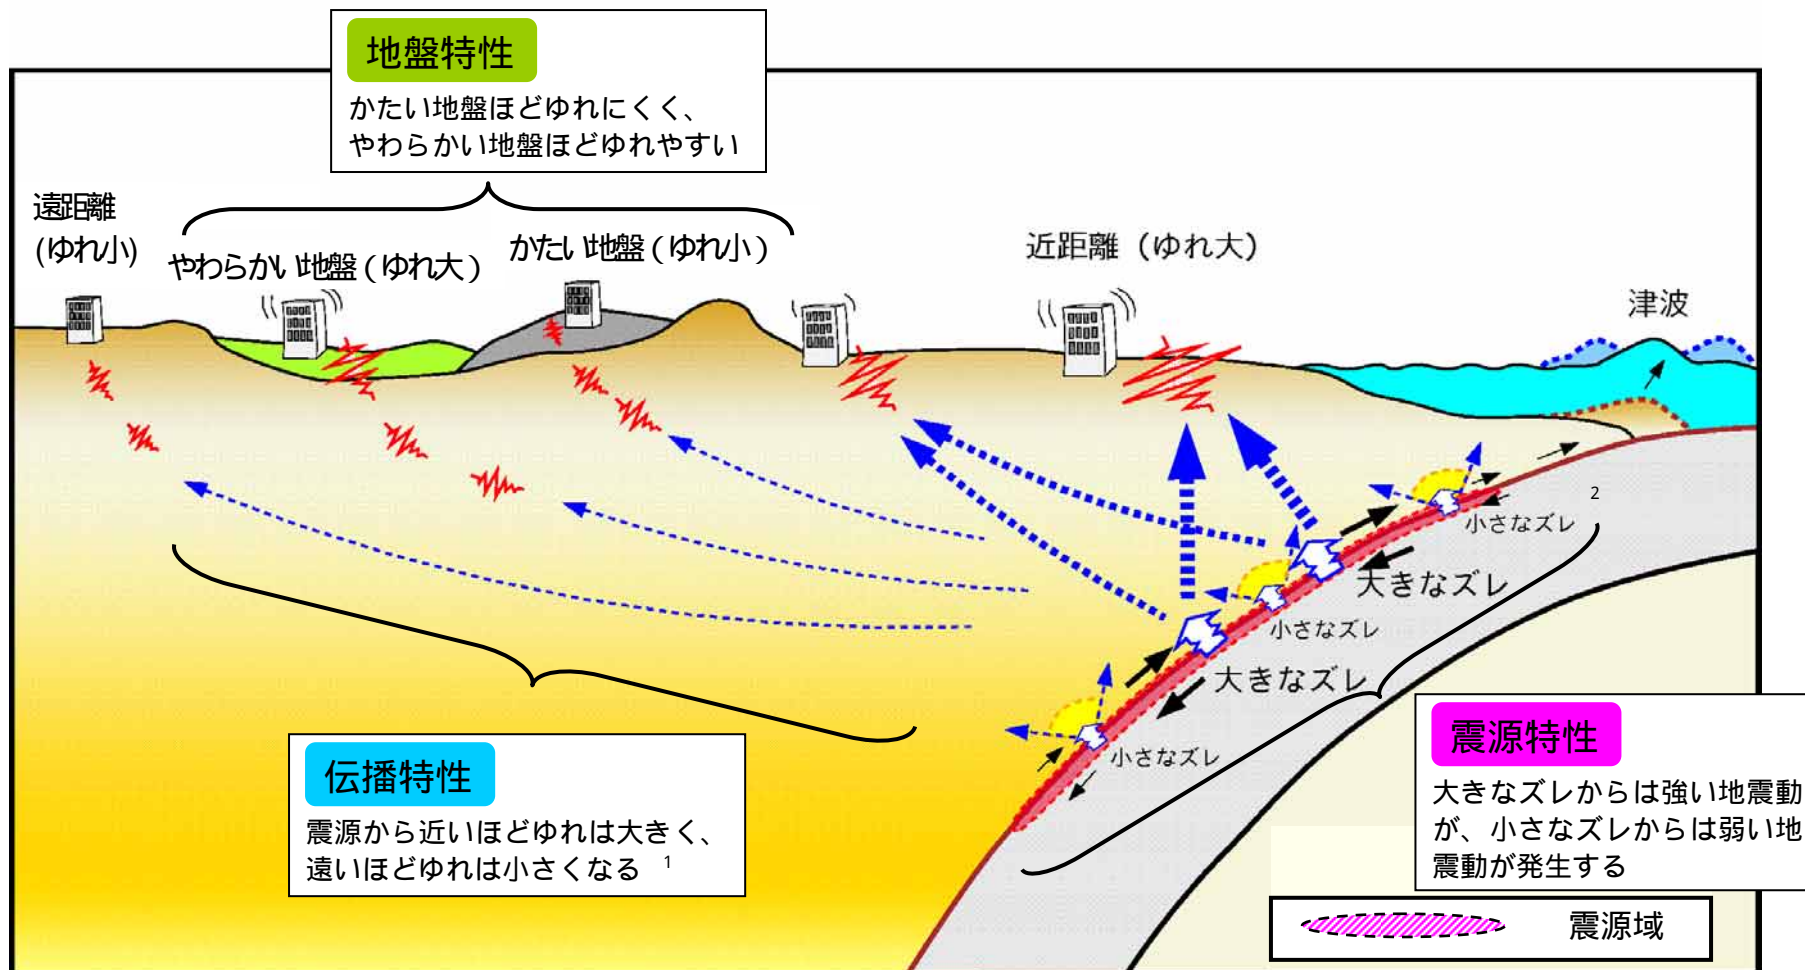 地盤特性
かたい地盤ほどゆれにくく、
やわらかい地盤ほどゆれやすい
遠距離
(ゆれ小)
やわらかい地盤(ゆれ大)
かたい地盤(ゆれ小)
近距離(ゆれ大)
津波
小さなズレ
2
大きなズレ
小さなズレ
大きなズレ
小さなズレ
伝播特性
震源から近いほどゆれは大きく、
遠いほどゆれは小さくなる 1
震源特性
大きなズレからは強い地震動
が、小さなズレからは弱い地
震動が発生する
震源域